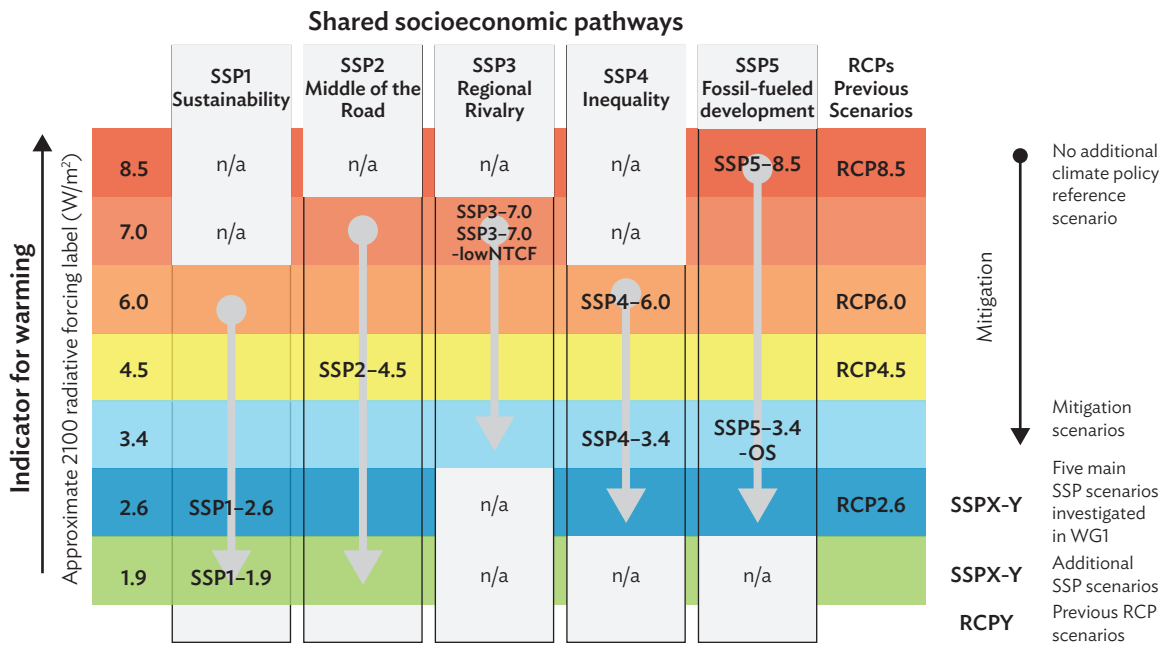 Shared socioeconomic pathways
SSP1
Sustainability
SSP2
Middle of the
Road
SSP3
Regional
Rivalry
SSP4
Inequality
SSP5
Fossil-fueled
development
RCPs
Previous
Scenarios
Indicator for warming
Approximate 2100 radiative forcing label (W/m²)
8.5
n/a
n/a
n/a
n/a
SSP5–8.5
RCP8.5
7.0
n/a
SSP3–7.0
SSP3–7.0
-lowNTCF
n/a
6.0
SSP4–6.0
RCP6.0
4.5
SSP2–4.5
RCP4.5
3.4
SSP4–3.4
SSP5–3.4
-OS
2.6
SSP1–2.6
n/a
RCP2.6
1.9
SSP1–1.9
n/a
n/a
n/a
No additional
climate policy
reference
scenario
Mitigation
Mitigation
scenarios
SSPX-Y
Five main
SSP scenarios
investigated
in WG1
SSPX-Y
Additional
SSP scenarios
RCPY
Previous RCP
scenarios